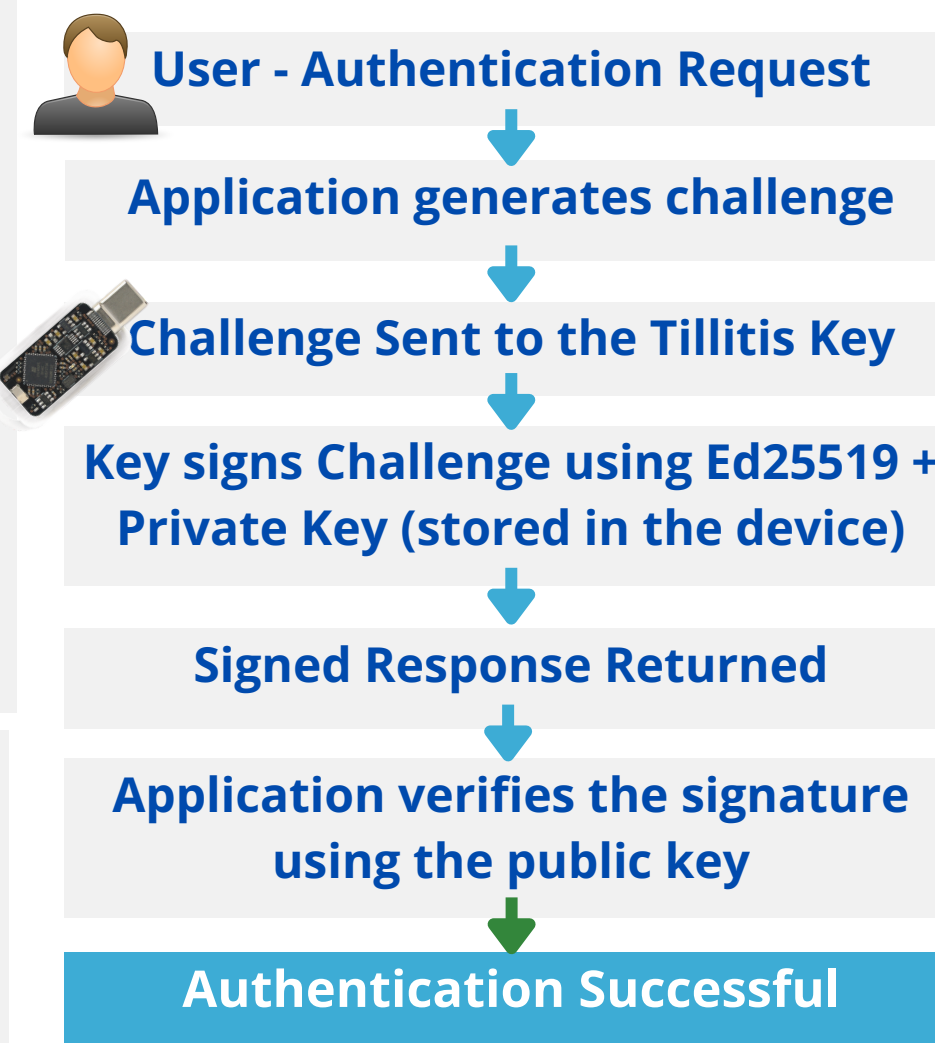 User - Authentication Request
Application generates challenge
Challenge Sent to the Tillitis Key
Key signs Challenge using Ed25519 +
Private Key (stored in the device)
Signed Response Returned
Application verifies the signature
using the public key
Authentication Successful